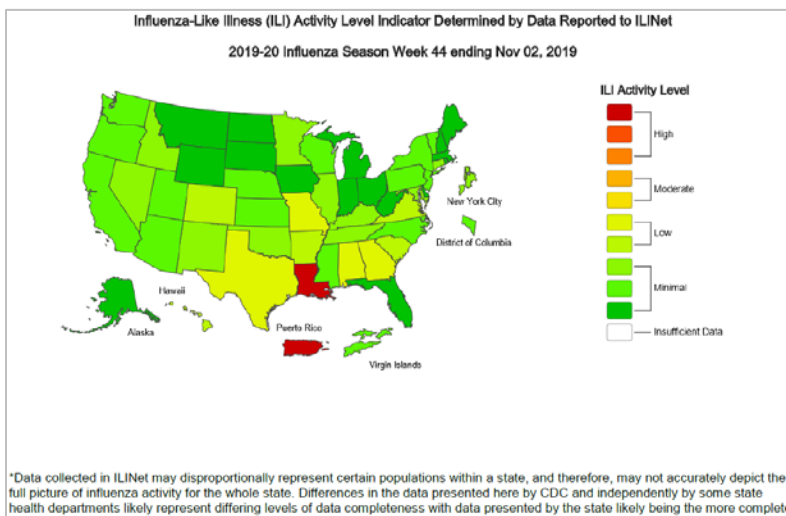 Influenza-Like Illness (ILI) Activity Level Indicator Determined by Data Reported to ILINet
2019-20 Influenza Season Week 44 ending Nov 02, 2019
ILI Activity Level
High
Moderate
New York City
Low
District of Columbia
Hawaii
Minimal
Alaska
Puerto Rico
Insufficient Data
Virgin Islands
*Data collected in ILINet may disproportionally represent certain populations within a state, and therefore, may not accurately depict the
full picture of influenza activity for the whole state. Differences in the data presented here by CDC and independently by some state
health departments likely represent differing levels of data completeness with data presented by the state likely being the more complet